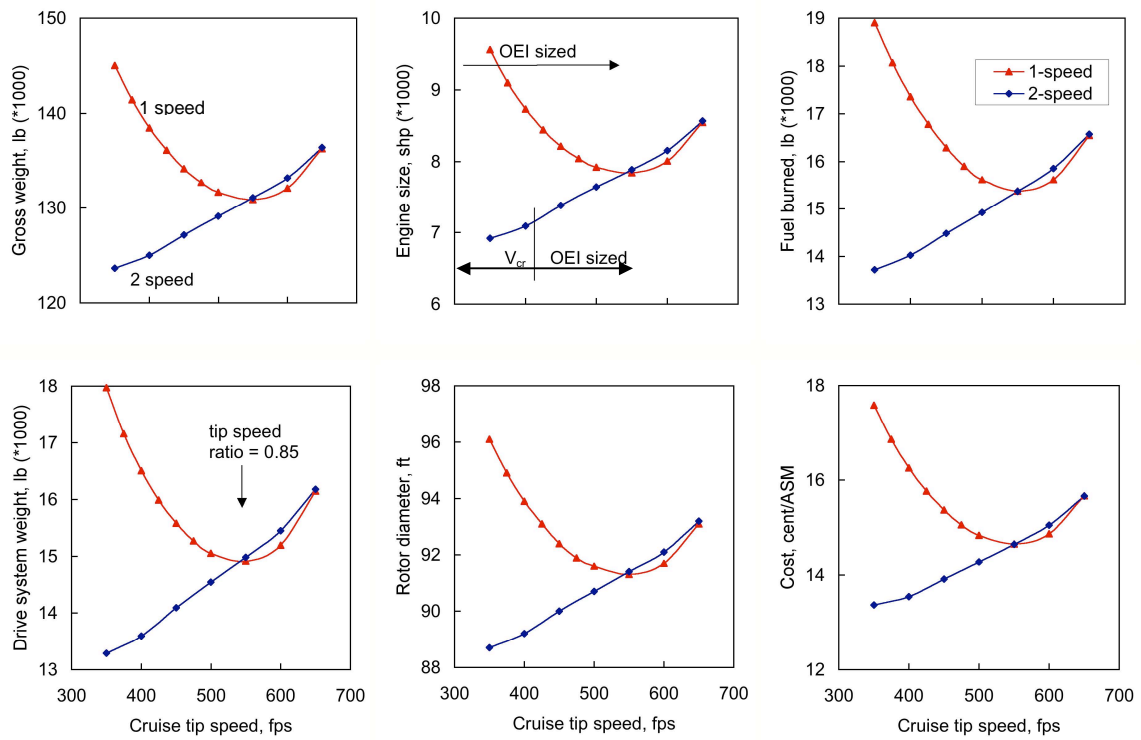 150
140
130
120
Gross weight, lb (*1000)
1 speed
2 speed
10
9
8
7
6
Engine size, shp (*1000)
OEI sized
Vcr
OEI sized
19
18
17
16
15
14
13
Fuel burned, lb (*1000)
1-speed
2-speed
18
17
16
15
14
13
Drive system weight, lb (*1000)
tip speed
ratio = 0.85
300
400
500
600
700
Cruise tip speed, fps
98
96
94
92
90
88
Rotor diameter, ft
300
400
500
600
700
Cruise tip speed, fps
18
16
14
12
Cost, cent/ASM
300
400
500
600
700
Cruise tip speed, fps